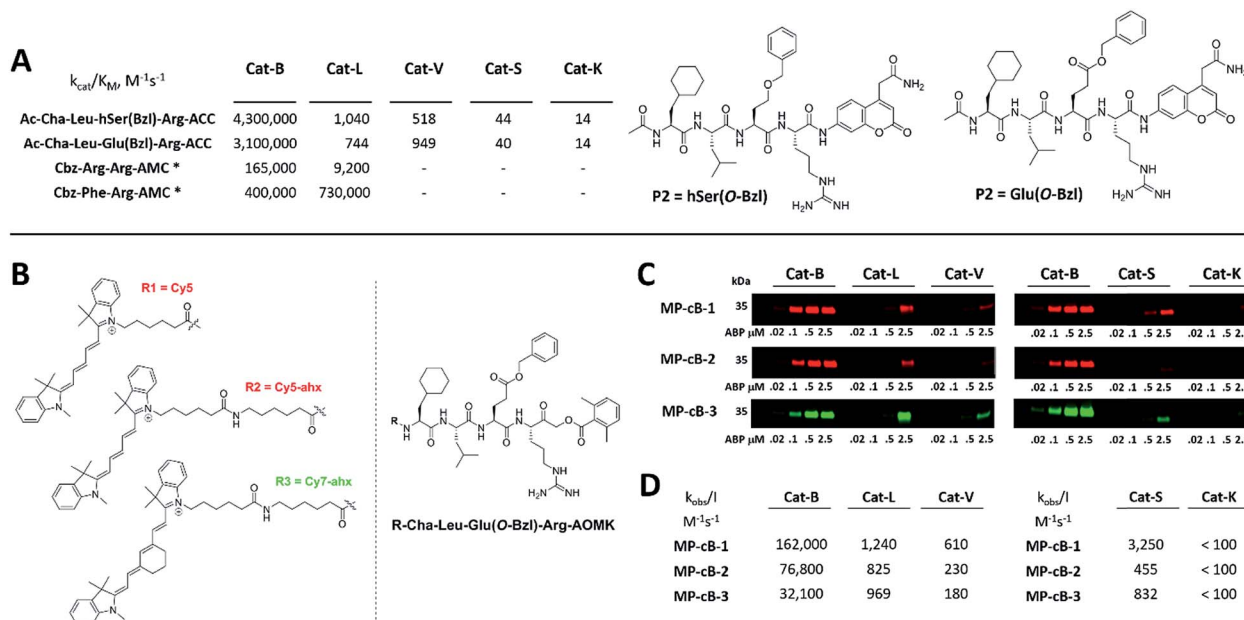 A
kcat/KM, M-1s-1 Cat-B Cat-L Cat-V Cat-S Cat-K
Ac-Cha-Leu-hSer(Bzl)-Arg-ACC 4,300,000 1,040 518 44 14
Ac-Cha-Leu-Glu(Bzl)-Arg-ACC 3,100,000 744 949 40 14
Cbz-Arg-Arg-AMC * 165,000 9,200 - - -
Cbz-Phe-Arg-AMC * 400,000 730,000 - - -
P2 = hSer(O-Bzl)
P2 = Glu(O-Bzl)
B
R1 = Cy5
R2 = Cy5-ahx
R3 = Cy7-ahx
R-Cha-Leu-Glu(O-Bzl)-Arg-AOMK
C
kDa Cat-B Cat-L Cat-V Cat-B Cat-S Cat-K
MP-cB-1 35 35
ABP μM .02 .1 .5 2.5 .02 .1 .5 2.5 .02 .1 .5 2.5 ABP μM .02 .1 .5 2.5 .02 .1 .5 2.5 .02 .1 .5 2.
MP-cB-2 35 35
ABP μM .02 .1 .5 2.5 .02 .1 .5 2.5 .02 .1 .5 2.5 ABP μM .02 .1 .5 2.5 .02 .1 .5 2.5 .02 .1 .5 2.
MP-cB-3 35 35
ABP μM .02 .1 .5 2.5 .02 .1 .5 2.5 .02 .1 .5 2.5 ABP μM .02 .1 .5 2.5 .02 .1 .5 2.5 .02 .1 .5 2.
D
kobs/I Cat-B Cat-L Cat-V kobs/I Cat-S Cat-K
M-1s-1 M-1s-1
MP-cB-1 162,000 1,240 610 MP-cB-1 3,250 < 100
MP-cB-2 76,800 825 230 MP-cB-2 455 < 100
MP-cB-3 32,100 969 180 MP-cB-3 832 < 100